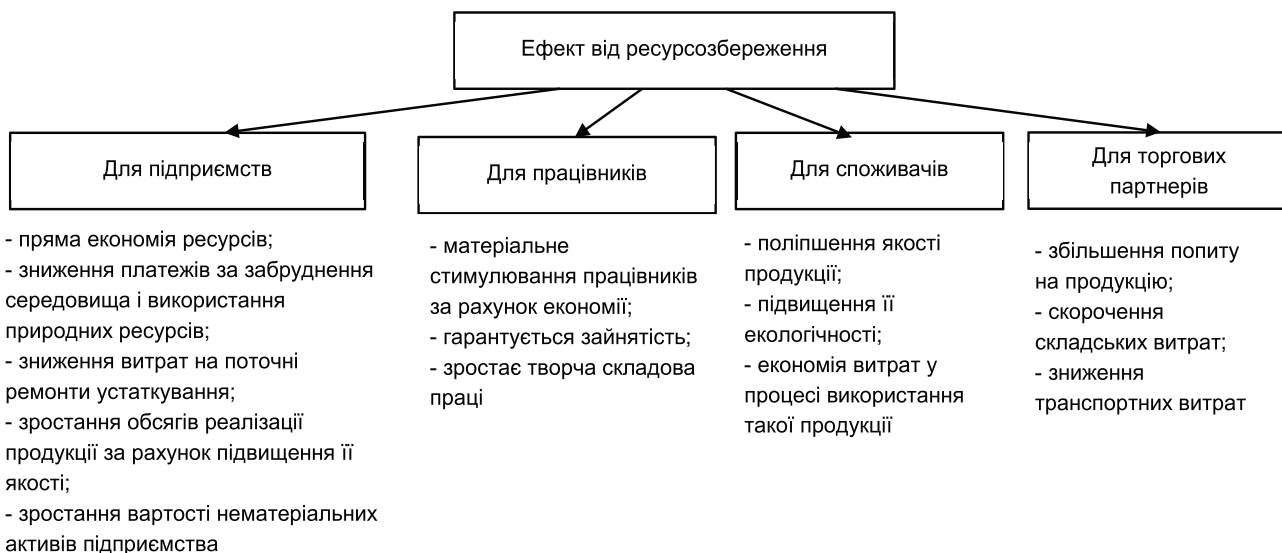 Ефект від ресурсозбереження
Для підприємств
- пряма економія ресурсів;
- зниження платежів за забруднення
середовища і використання
природних ресурсів;
- зниження витрат на поточні
ремонти устаткування;
- зростання обсягів реалізації
продукції за рахунок підвищення її
якості;
- зростання вартості нематеріальних
активів підприємства
Для працівників
- матеріальне
стимулювання працівників
за рахунок економії;
- гарантується зайнятість;
- зростає творча складова
праці
Для споживачів
- поліпшення якості
продукції;
- підвищення її
екологічності;
- економія витрат у
процесі використання
такої продукції
Для торгових
партнерів
- збільшення попиту
на продукцію;
- скорочення
складських витрат;
- зниження
транспортних витрат